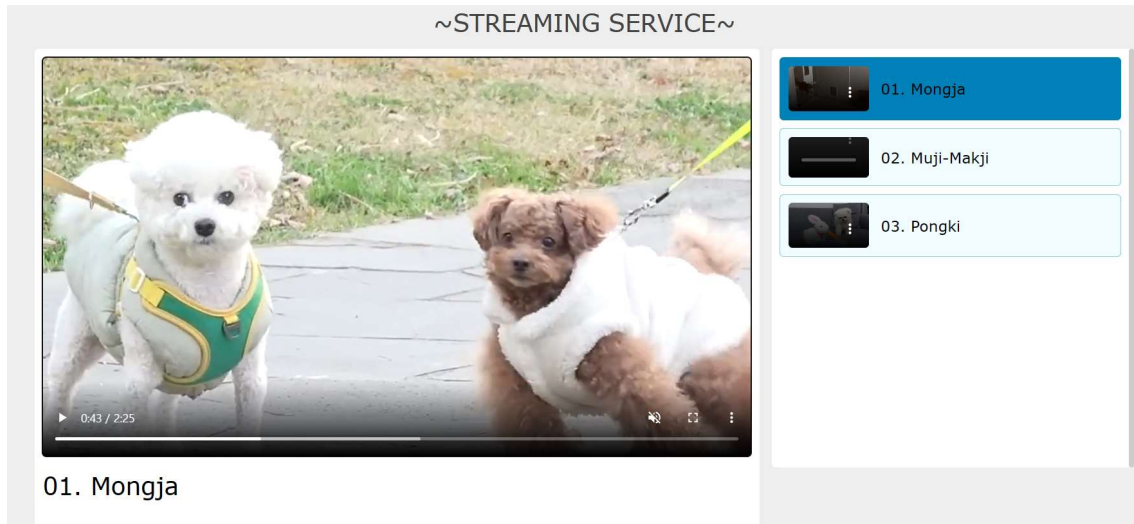 ~STREAMING SERVICE~
0:43 / 2:25
01. Mongja
01. Mongja
02. Muji-Makji
03. Pongki